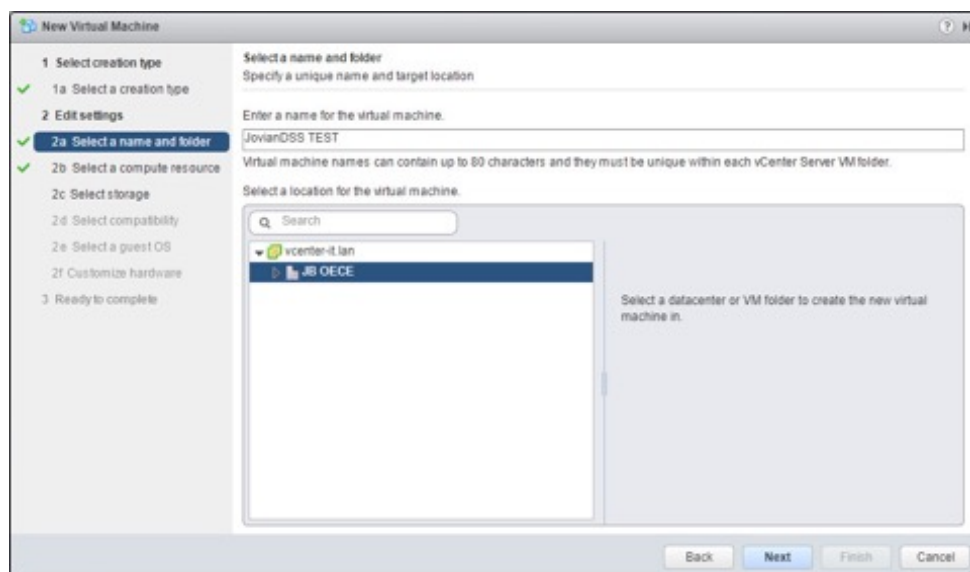 New Virtual Machine
1 Select creation type
1a Select a creation type
2 Edit settings
2a Select a name and folder
2b Select a compute resource
2c Select storage
2d Select compatibility
2e Select a guest OS
2f Customize hardware
3 Ready to complete
Select a name and folder
Specify a unique name and target location
Enter a name for the virtual machine.
JovianDSS TEST
Virtual machine names can contain up to 80 characters and they must be unique within each vCenter Server VM folder.
Select a location for the virtual machine.
Search
vcenter-it.lan
JB OECE
Select a datacenter or VM folder to create the new virtual
machine in.
Back
Next
Finish
Cancel